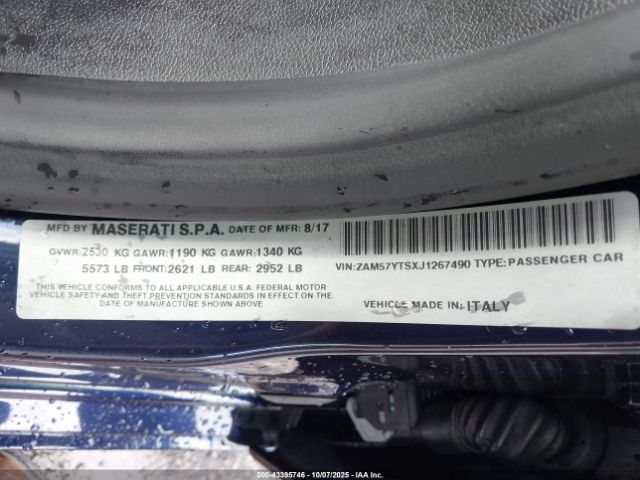 MFD BY MASERATI S.P.A. DATE OF MFR: 8/17
GVWR:2530 KG GAWR:1190 KG GAWR:1340 KG
5573 LB FRONT:2621 LB REAR: 2952 LB
THIS VEHICLE CONFORMS TO ALL APPLICABLE U.S.A. FEDERAL MOTOR
VEHICLE SAFETY AND THEFT PREVENTION STANDARDS IN EFFECT ON THE
DATE OF MANUFACTURE SHOWN ABOVE
VIN:ZAM57YTSXJ1267490 TYPE:PASSENGER CAR
VEHICLE MADE IN: ITALY
000-43395746 - 10/07/2025 - IAA Inc.